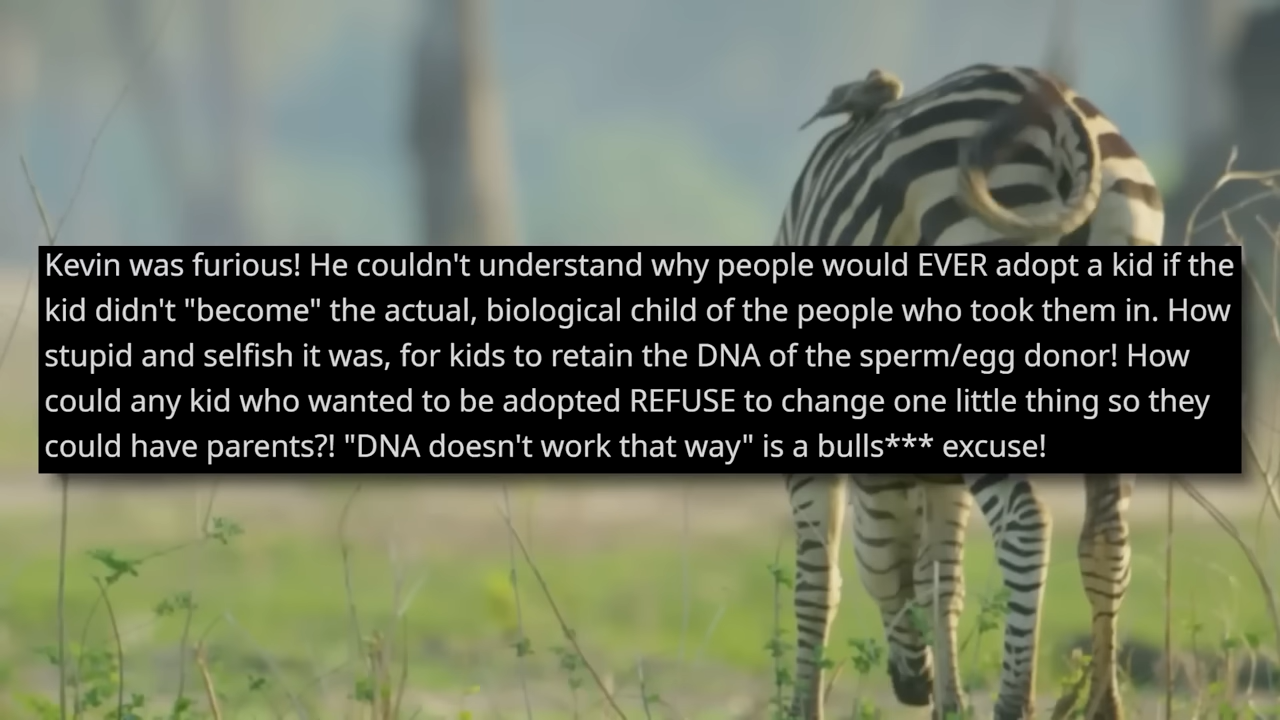 Kevin was furious! He couldn't understand why people would EVER adopt a kid if the
kid didn't "become" the actual, biological child of the people who took them in. How
stupid and selfish it was, for kids to retain the DNA of the sperm/egg donor! How
could any kid who wanted to be adopted REFUSE to change one little thing so they
could have parents?! "DNA doesn't work that way" is a bulls*** excuse!